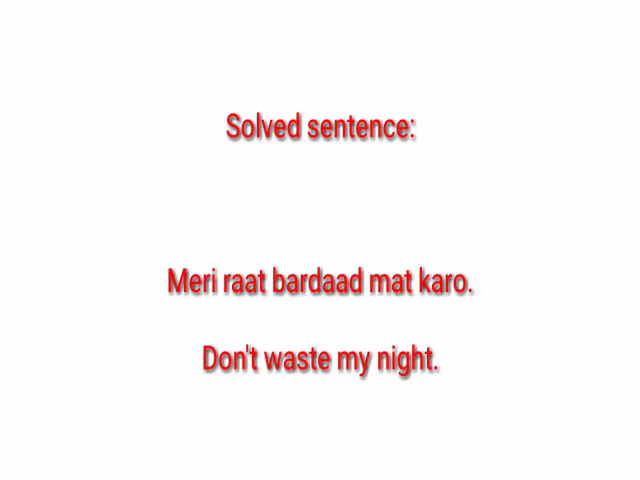 Solved sentence:
Meri raat bardaad mat karo.
Don't waste my night.